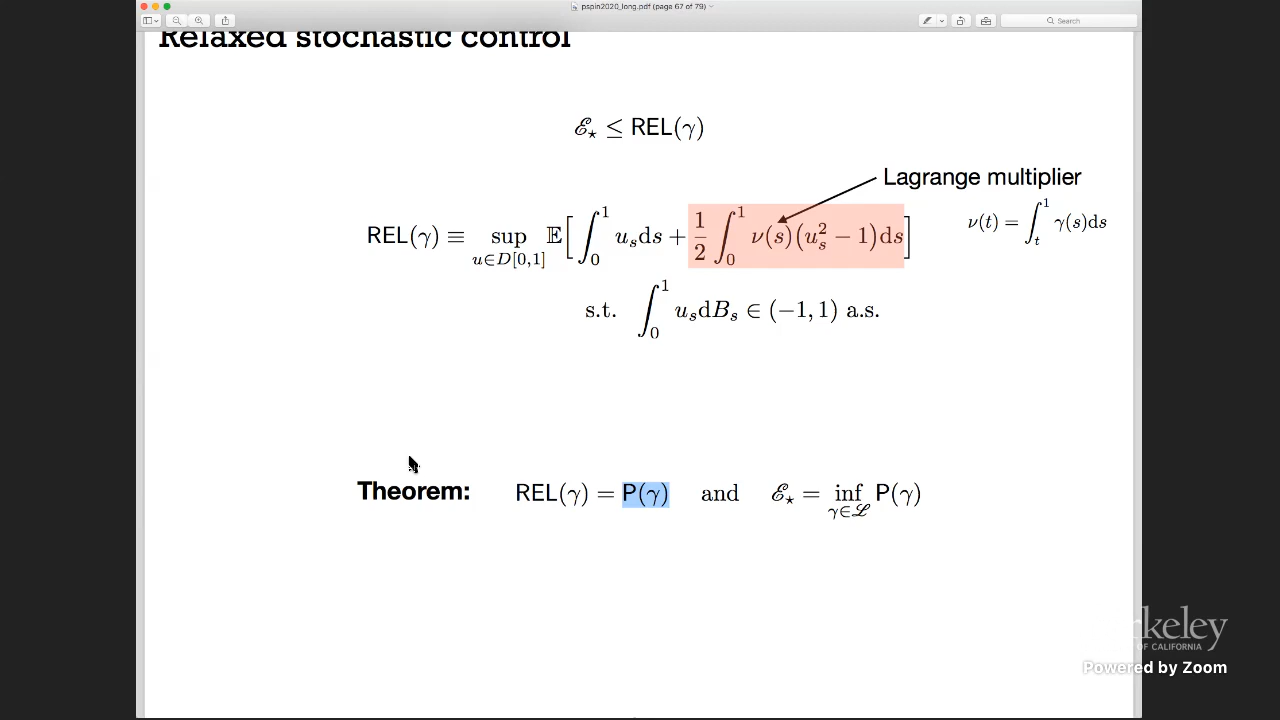 pspin2020_long.pdf (page 67 of 79)
Search
Relaxed stochastic control
ℰ⋆ ≤ REL(γ)
Lagrange multiplier
REL(γ) ≡ sup_{u∈D[0,1]} 𝔼[∫_0^1 u_s ds + 1/2 ∫_0^1 ν(s)(u_s^2 − 1)ds]
ν(t) = ∫_t^1 γ(s)ds
s.t. ∫_0^1 u_s dB_s ∈ (−1, 1) a.s.
Theorem: REL(γ) = P(γ) and ℰ⋆ = inf_{γ∈ℒ} P(γ)
rkeley
OF CALIFORNIA
Powered by Zoom